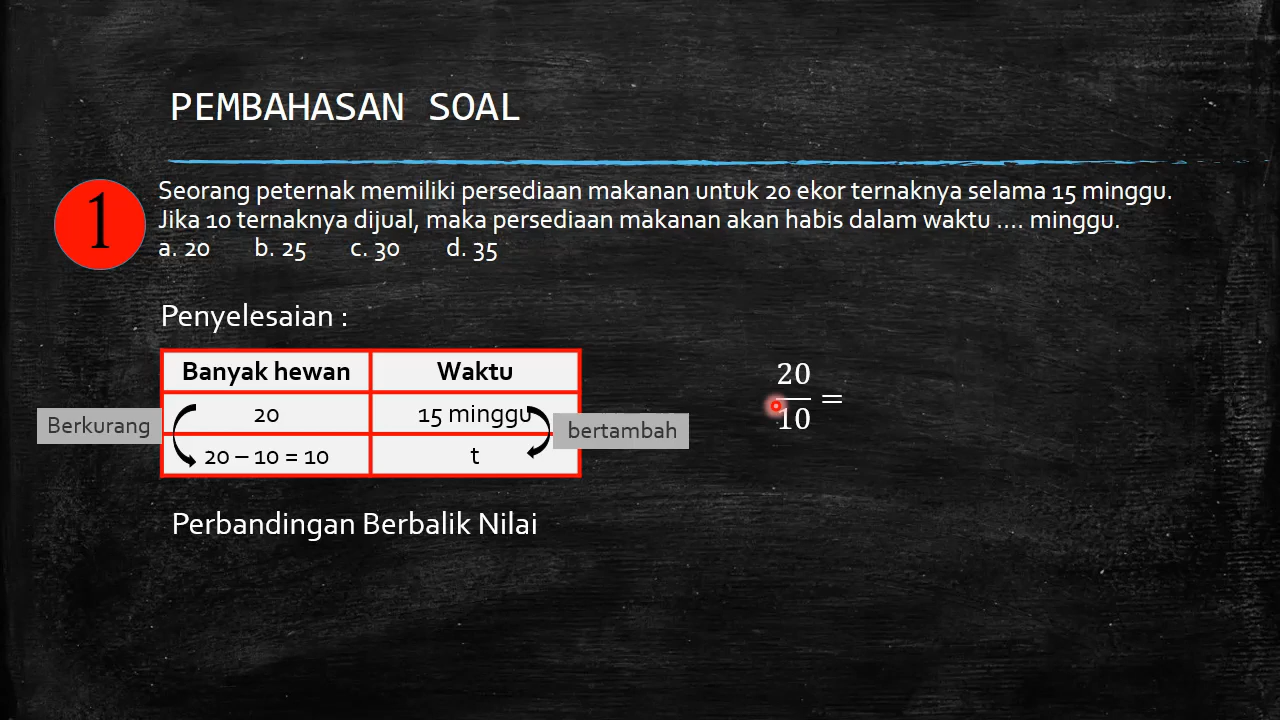 PEMBAHASAN SOAL
1
Seorang peternak memiliki persediaan makanan untuk 20 ekor ternaknya selama 15 minggu.
Jika 10 ternaknya dijual, maka persediaan makanan akan habis dalam waktu .... minggu.
a. 20 b. 25 c. 30 d. 35
Penyelesaian :
Banyak hewan Waktu
20 15 minggu
Berkurang
bertambah
20 – 10 = 10 t
20
=
10
Perbandingan Berbalik Nilai